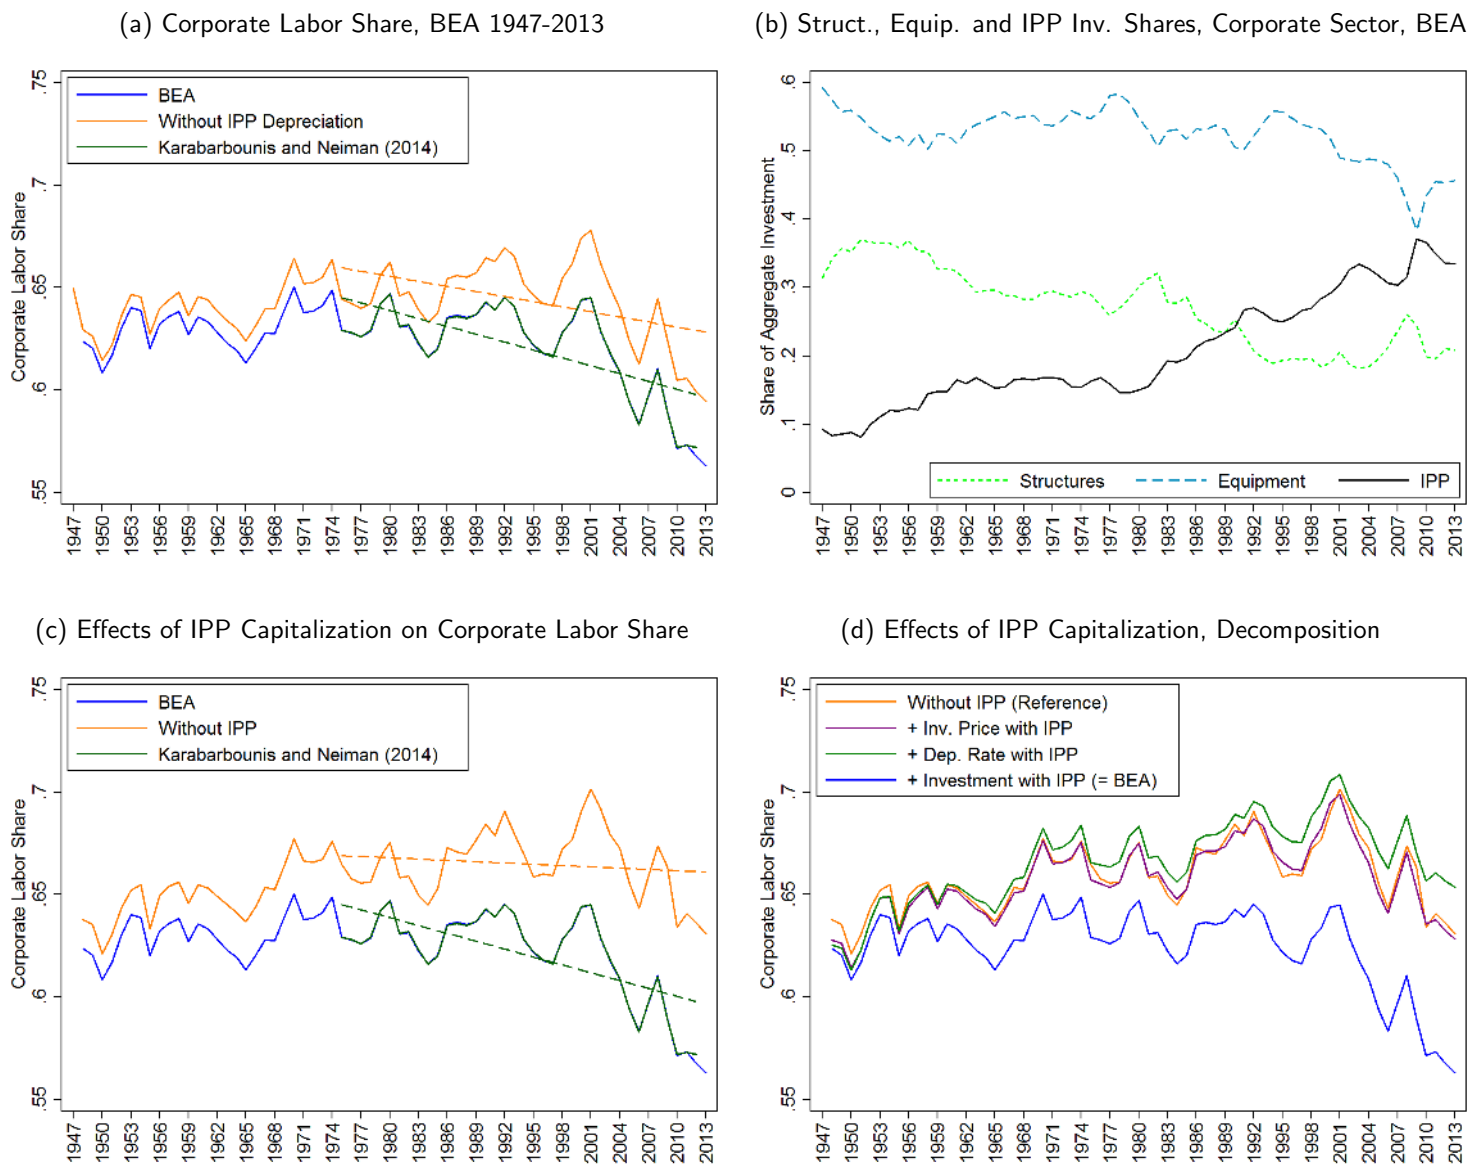 (a) Corporate Labor Share, BEA 1947-2013
Corporate Labor Share
.75
.7
.65
.6
.55
BEA
Without IPP Depreciation
Karabarbounis and Neiman (2014)
1947 1950 1953 1956 1959 1962 1965 1968 1971 1974 1977 1980 1983 1986 1989 1992 1995 1998 2001 2004 2007 2010 2013
(b) Struct., Equip. and IPP Inv. Shares, Corporate Sector, BEA
Share of Aggregate Investment
.6
.5
.4
.3
.2
.1
0
Structures Equipment IPP
1947 1950 1953 1956 1959 1962 1965 1968 1971 1974 1977 1980 1983 1986 1989 1992 1995 1998 2001 2004 2007 2010 2013
(c) Effects of IPP Capitalization on Corporate Labor Share
Corporate Labor Share
.75
.7
.65
.6
.55
BEA
Without IPP
Karabarbounis and Neiman (2014)
1947 1950 1953 1956 1959 1962 1965 1968 1971 1974 1977 1980 1983 1986 1989 1992 1995 1998 2001 2004 2007 2010 2013
(d) Effects of IPP Capitalization, Decomposition
Corporate Labor Share
.75
.7
.65
.6
.55
Without IPP (Reference)
+ Inv. Price with IPP
+ Dep. Rate with IPP
+ Investment with IPP (= BEA)
1947 1950 1953 1956 1959 1962 1965 1968 1971 1974 1977 1980 1983 1986 1989 1992 1995 1998 2001 2004 2007 2010 2013